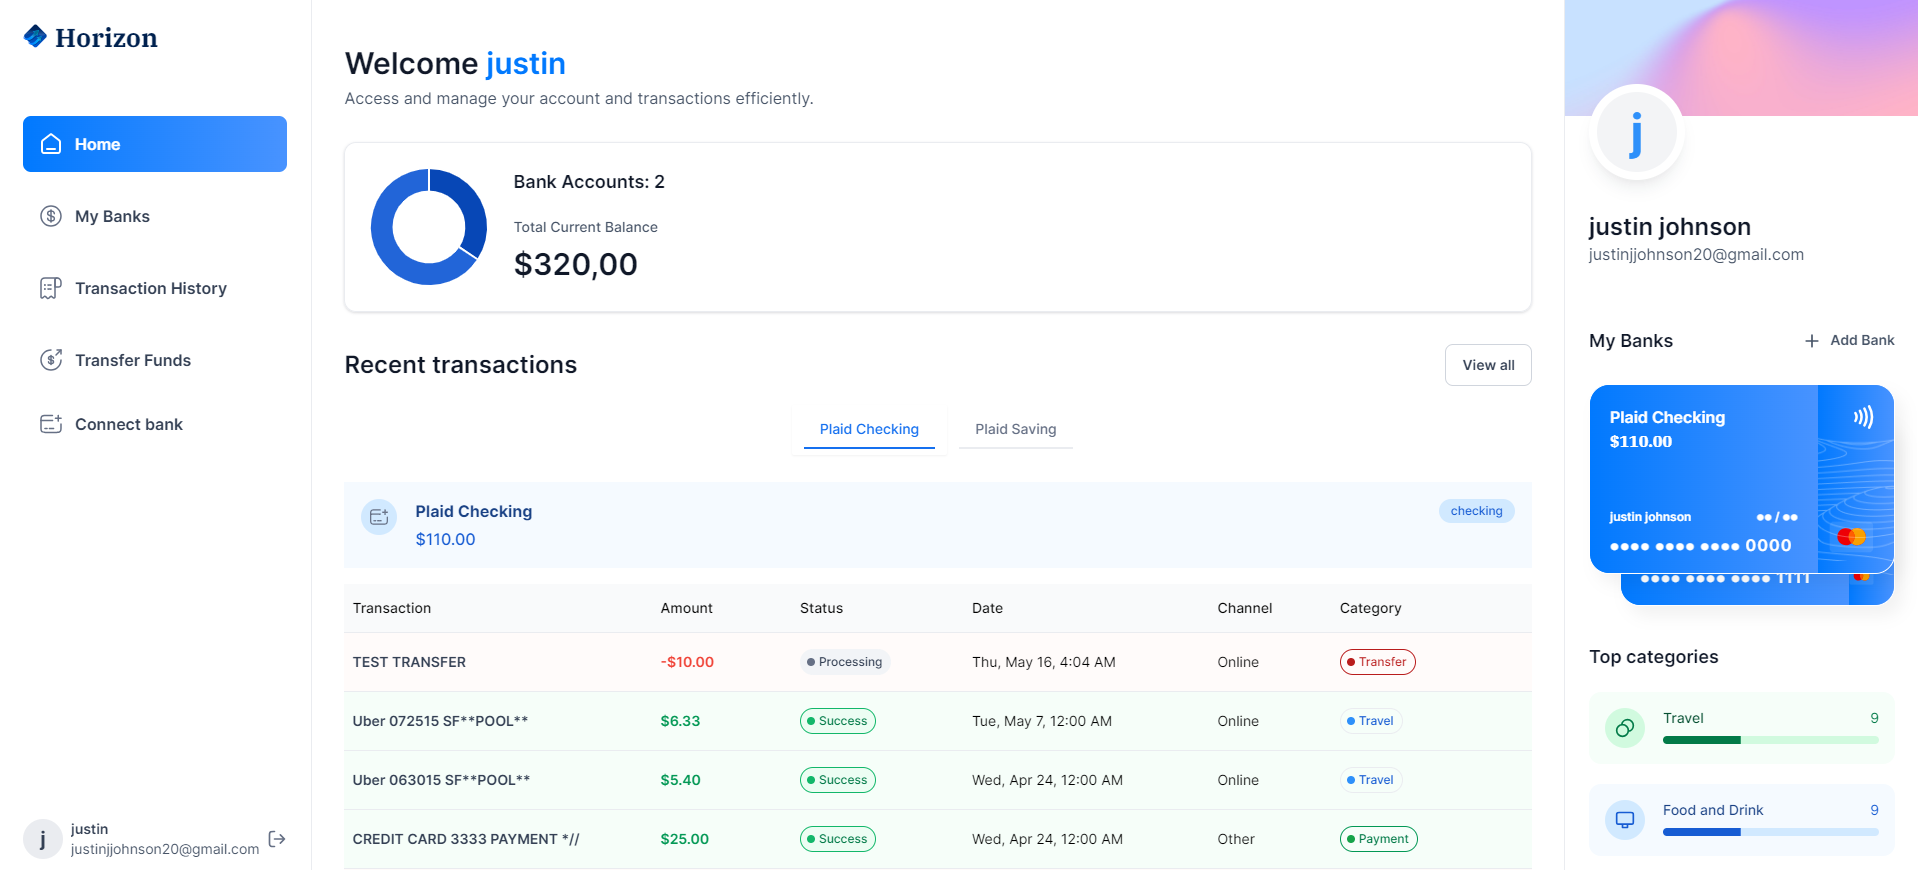 Horizon
Home
My Banks
Transaction History
Transfer Funds
Connect bank
j
justin
justinjjohnson20@gmail.com
Welcome justin
Access and manage your account and transactions efficiently.
Bank Accounts: 2
Total Current Balance
$320,00
Recent transactions
View all
Plaid Checking Plaid Saving
Plaid Checking
$110.00
checking
Transaction Amount Status Date Channel Category
TEST TRANSFER -$10.00 Processing Thu, May 16, 4:04 AM Online Transfer
Uber 072515 SF**POOL** $6.33 Success Tue, May 7, 12:00 AM Online Travel
Uber 063015 SF**POOL** $5.40 Success Wed, Apr 24, 12:00 AM Online Travel
CREDIT CARD 3333 PAYMENT *// $25.00 Success Wed, Apr 24, 12:00 AM Other Payment
j
justin johnson
justinjjohnson20@gmail.com
My Banks
+ Add Bank
Plaid Checking
$110.00
justin johnson ●● / ●●
●●●● ●●●● ●●●● 0000
●●●● ●●●● ●●●● 1111
Top categories
Travel 9
Food and Drink 9